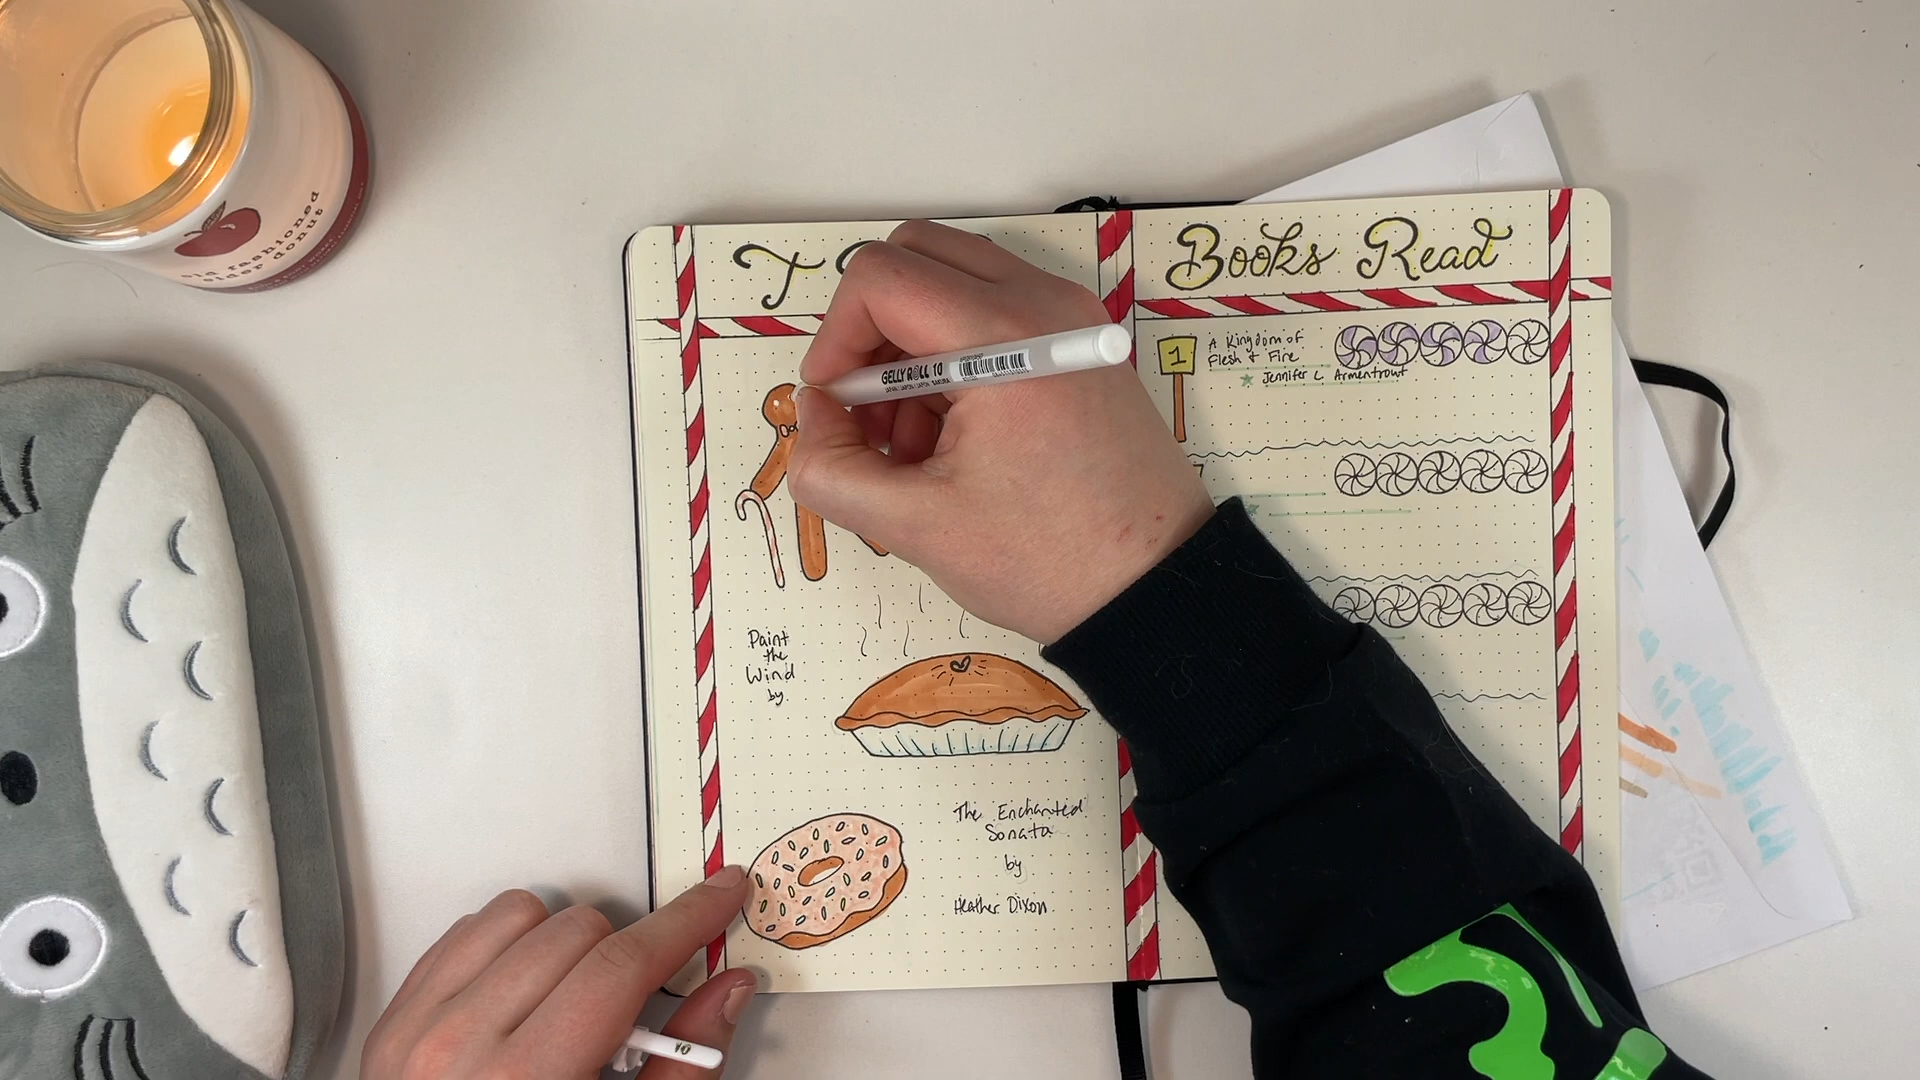 old fashioned
cider donut
T
Books Read
GELLY ROLL 10
1
A Kingdom of
Flesh & Fire
Jennifer L Armentrout
Paint
the
Wind
by
The Enchanted
Sonata
by
Heather Dixon
10